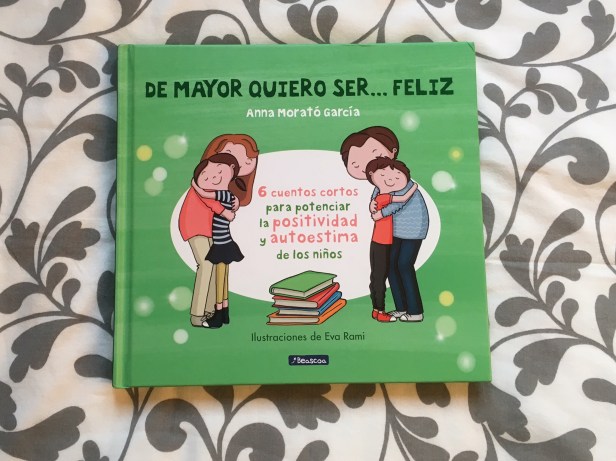 DE MAYOR QUIERO SER... FELIZ
Anna Morató García
6 cuentos cortos
para potenciar
la positividad
y autoestima
de los niños
Ilustraciones de Eva Rami
Beascoa